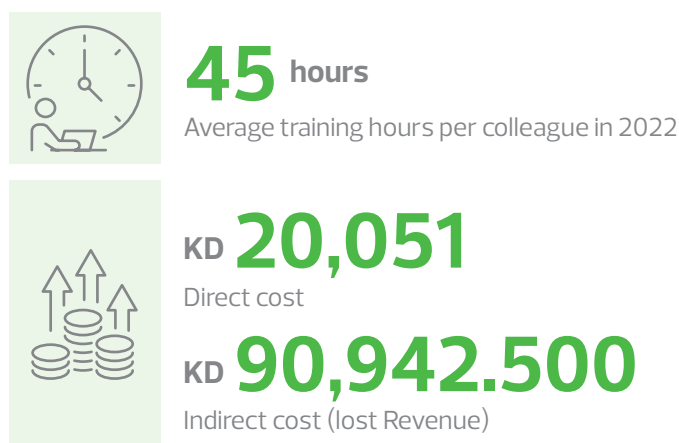 45 hours
Average training hours per colleague in 2022
KD 20,051
Direct cost
KD 90,942.500
Indirect cost (lost Revenue)